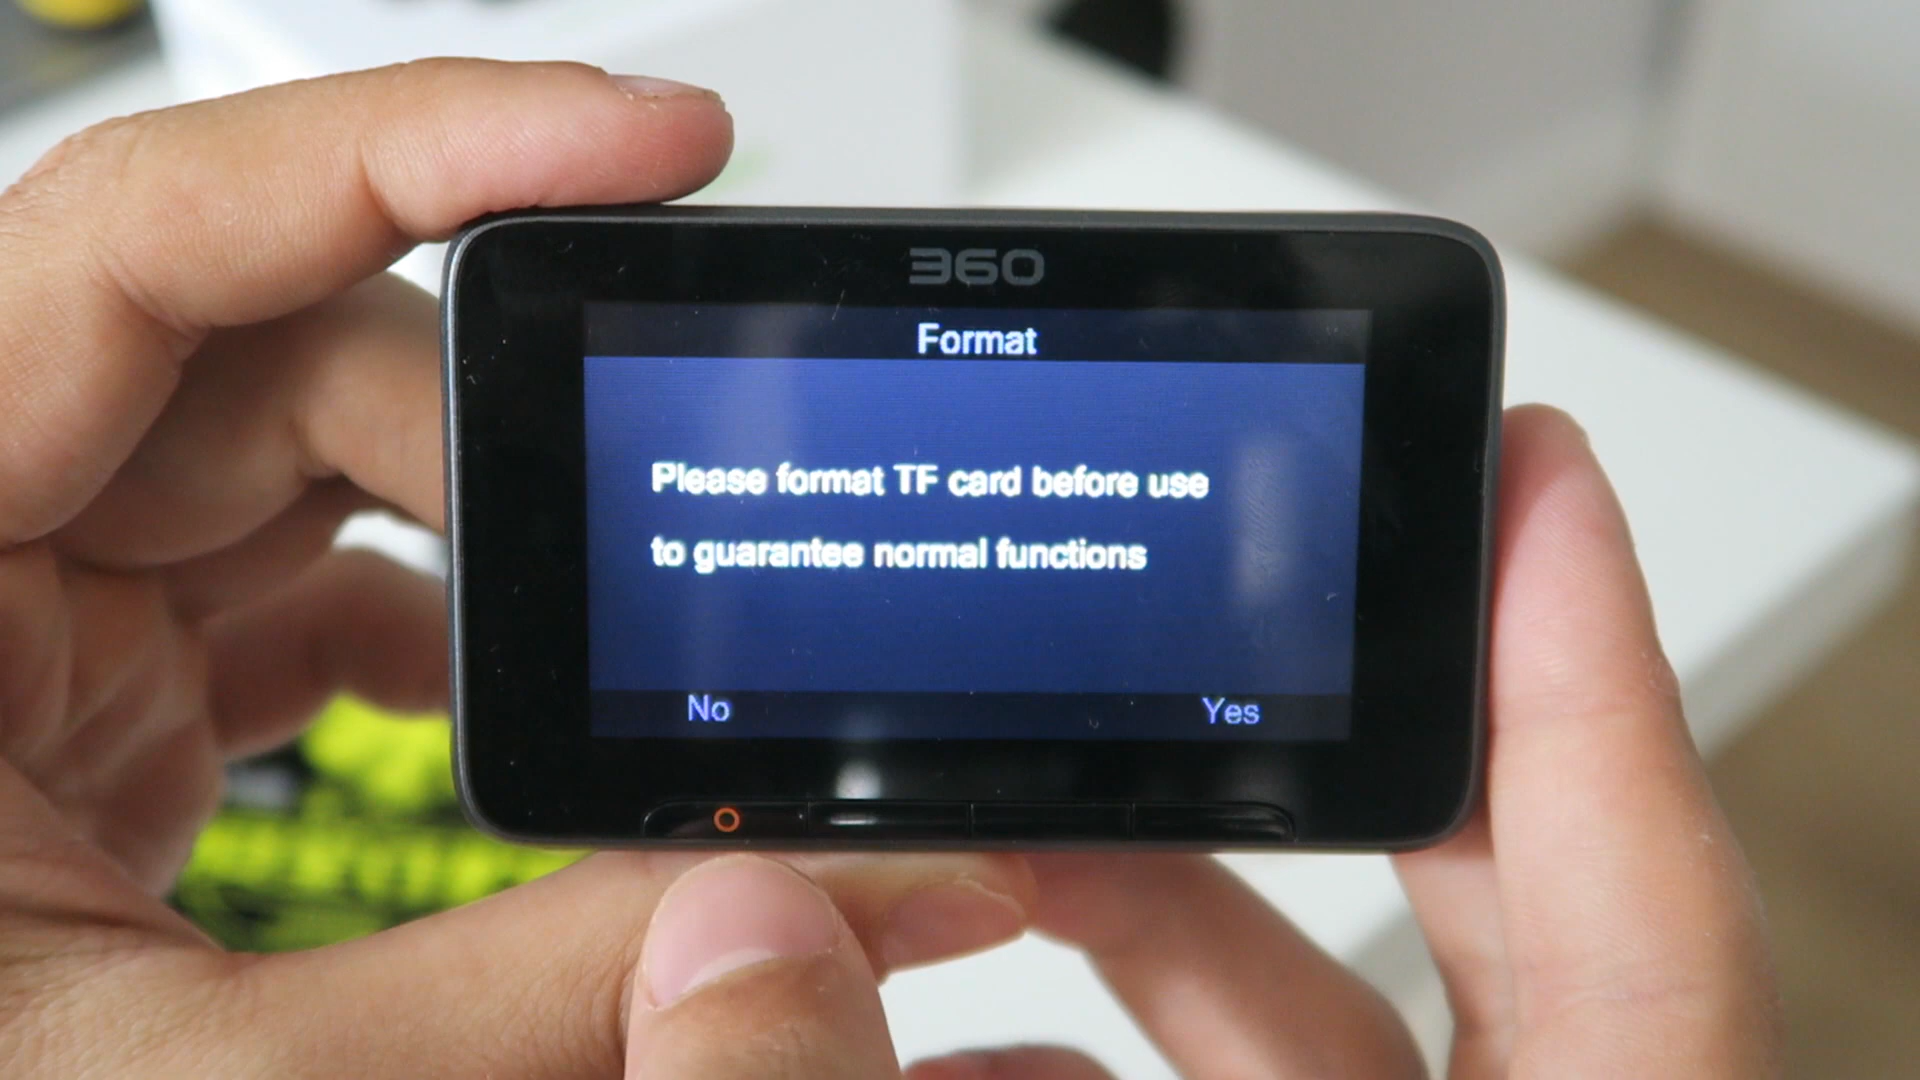 360
Format
Please format TF card before use
to guarantee normal functions
No Yes